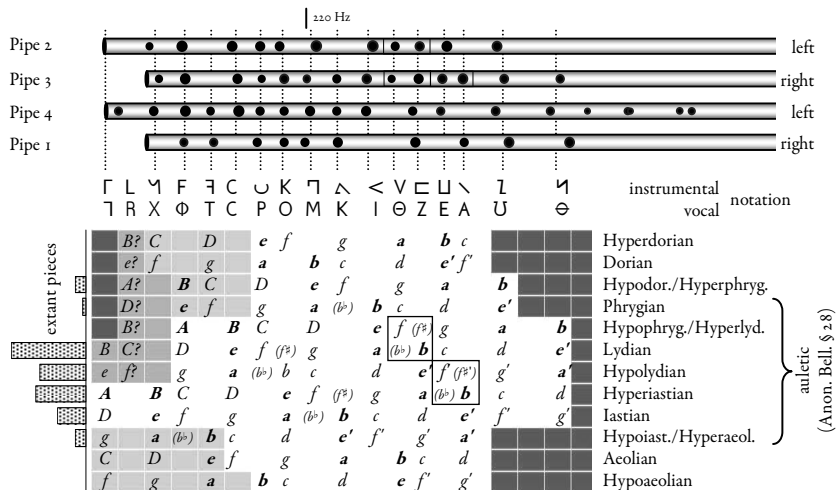 220 Hz
Pipe 2 left
Pipe 3 right
Pipe 4 left
Pipe 1 right
Γ L F C K < V ⊏ ⊔ \ instrumental
R X Φ T C P O M K I Θ Z E A ℧ vocal
notation
extant pieces
B? C D e f g a b c Hyperdorian
e? f g a b c d e' f' Dorian
A? B C D e f g a b Hypodor./Hyperphryg.
D? e f g a (b♭) b c d e' Phrygian
B? A B C D e f (f♯) g a b Hypophryg./Hyperlyd.
B C? D e f (f♯) g a (b♭) b c d e' Lydian
e f? g a (b♭) b c d e' f' (f♯') g' a' Hypolydian
A B C D e f (f♯) g a (b♭) b Hyperiastian
D e f g a (b♭) b c d e' f' g' Iastian
g a (b♭) b c d e' f' g' a' Hypoiast./Hyperaeol.
C D e f g a b c d Aeolian
f g a b c d e f' g' Hypoaeolian
auletic
(Anon. Bell. § 28)